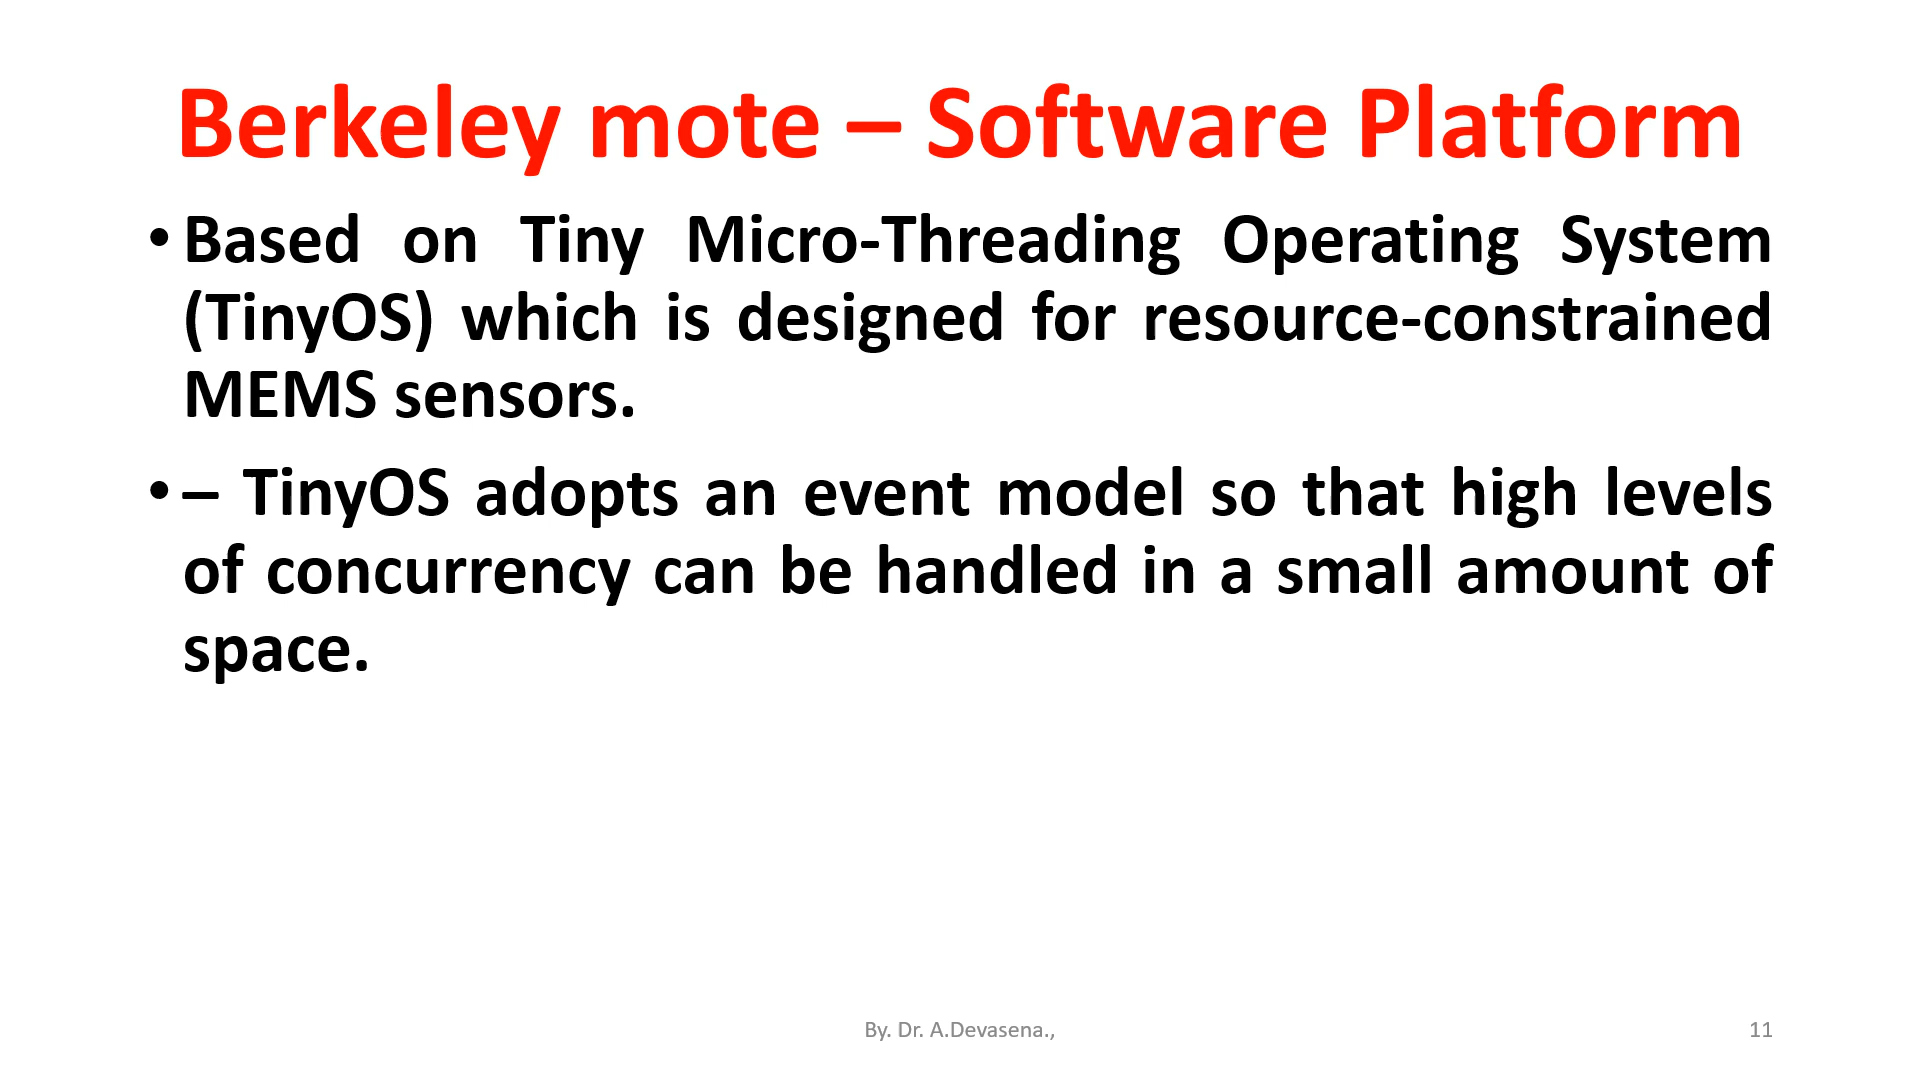 Berkeley mote – Software Platform
• Based on Tiny Micro-Threading Operating System
(TinyOS) which is designed for resource-constrained
MEMS sensors.
• – TinyOS adopts an event model so that high levels
of concurrency can be handled in a small amount of
space.
By. Dr. A.Devasena.,
11